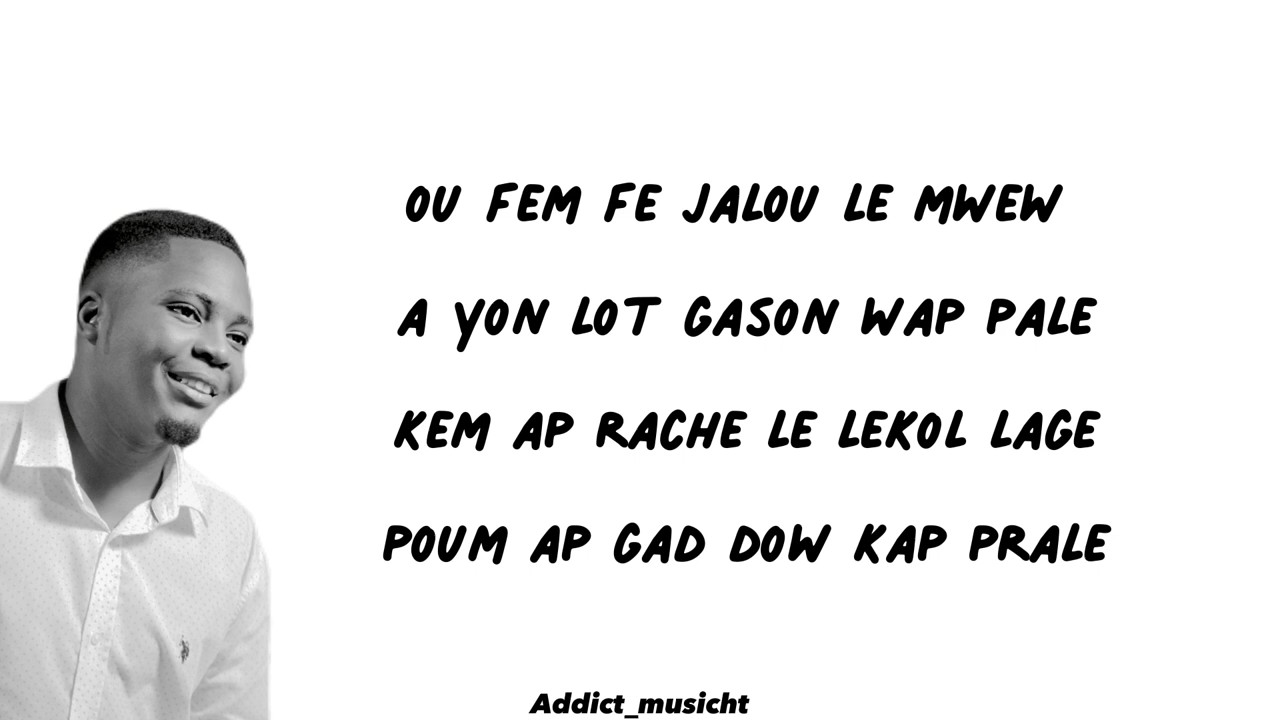 OU FEM FE JALOU LE MWEW
A YON LOT GASON WAP PALE
KEM AP RACHE LE LEKOL LAGE
POUM AP GAD DOW KAP PRALE
Addict_musicht